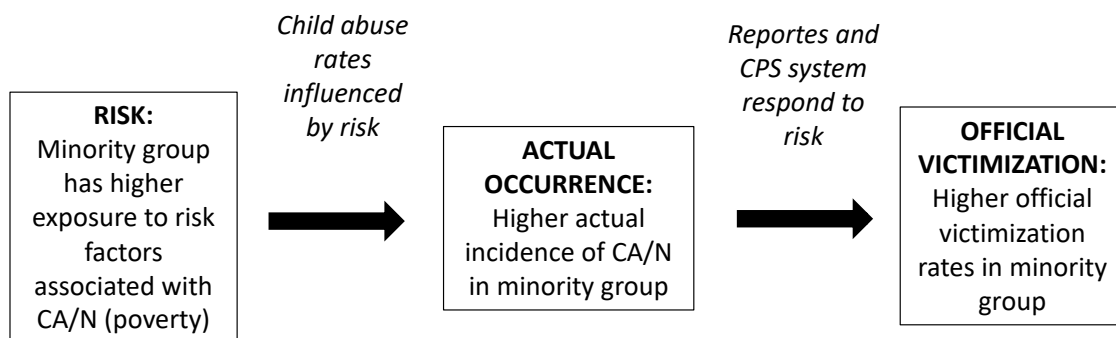 Child abuse
rates
influenced
by risk
Reportes and
CPS system
respond to
risk
RISK:
Minority group
has higher
exposure to risk
factors
associated with
CA/N (poverty)
ACTUAL
OCCURRENCE:
Higher actual
incidence of CA/N
in minority group
OFFICIAL
VICTIMIZATION:
Higher official
victimization
rates in minority
group